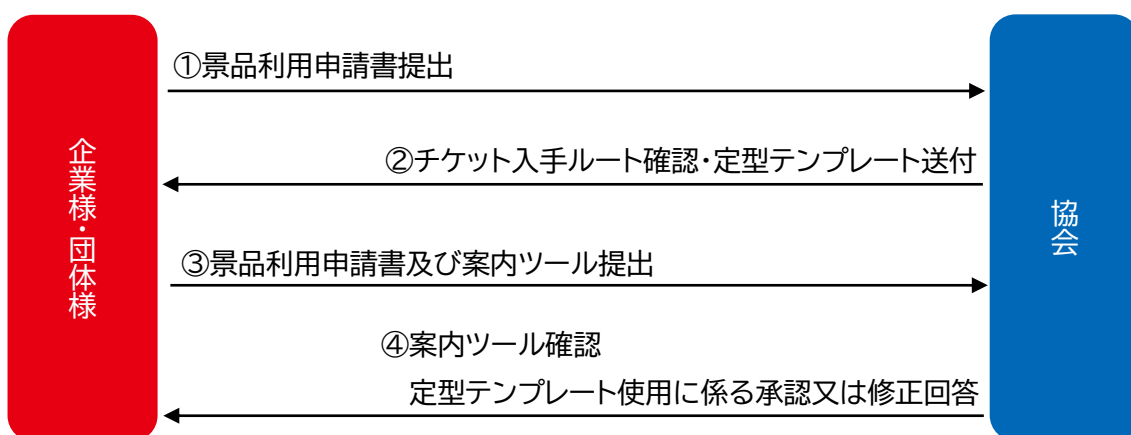 ①景品利用申請書提出
②チケット入手ルート確認・定型テンプレート送付
企業様・団体様
協会
③景品利用申請書及び案内ツール提出
④案内ツール確認
定型テンプレート使用に係る承認又は修正回答